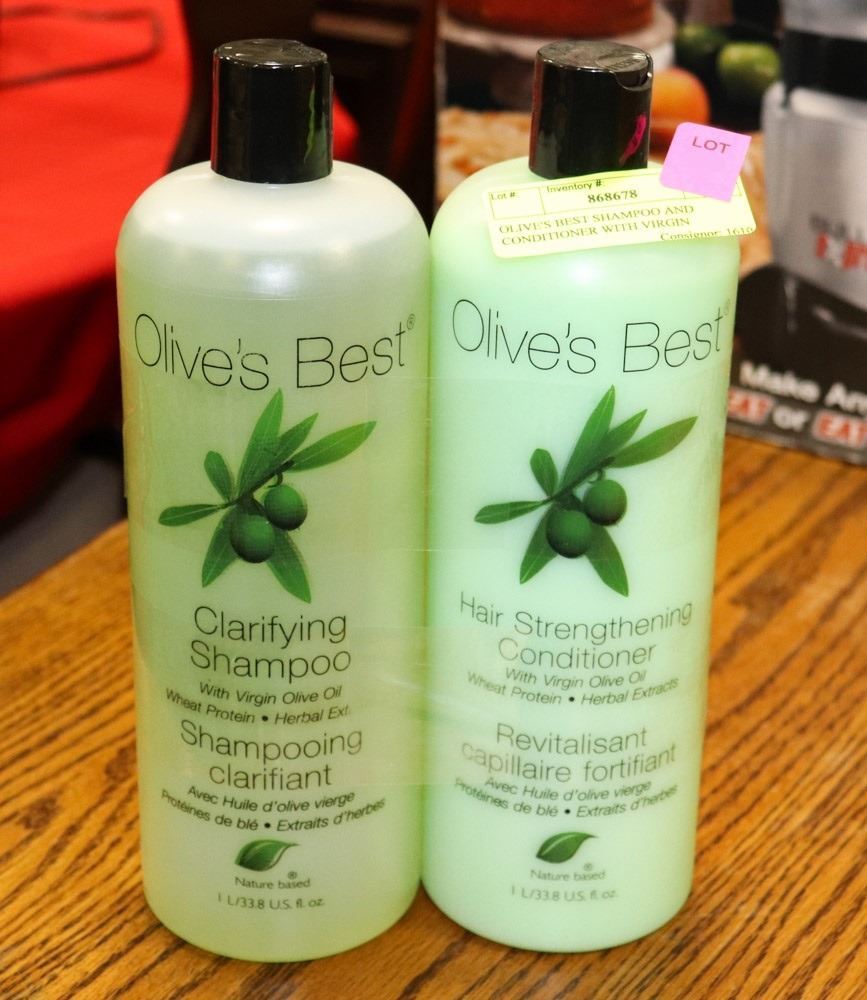 LOT
Lot #:
Inventory #:
868678
OLIVE'S BEST SHAMPOO AND
CONDITIONER WITH VIRGIN
Consignor: 1610
Olive's Best®
Clarifying
Shampoo
With Virgin Olive Oil
Wheat Protein • Herbal Ext
Shampooing
clarifiant
Avec Huile d'olive vierge
Protéines de blé • Extraits d'herbes
Nature based®
1 L/33.8 U.S. fl. oz.
Olive's Best®
Hair Strengthening
Conditioner
With Virgin Olive Oil
Wheat Protein • Herbal Extracts
Revitalisant
capillaire fortifiant
Avec Huile d'olive vierge
Protéines de blé • Extraits d'herbes
Nature based®
1 L/33.8 U.S. fl. oz.
Make An
EAT or EAT